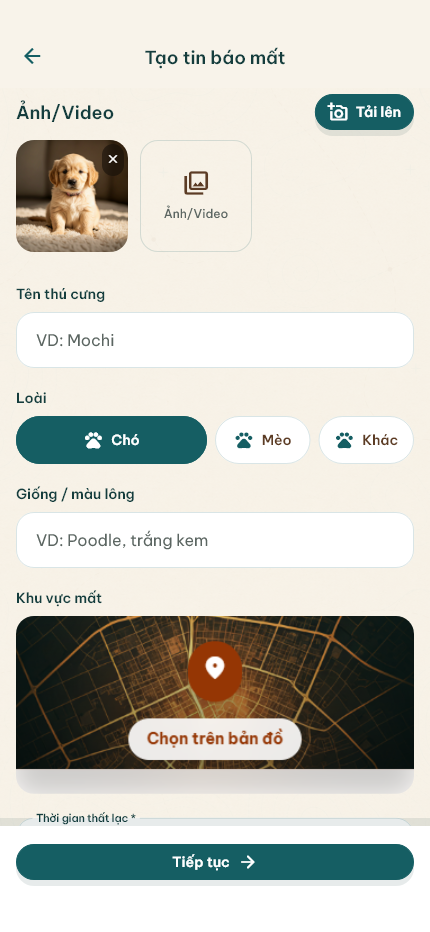 Tạo tin báo mất
Ảnh/Video
Tải lên
Ảnh/Video
Tên thú cưng
VD: Mochi
Loài
Chó
Mèo
Khác
Giống / màu lông
VD: Poodle, trắng kem
Khu vực mất
Chọn trên bản đồ
Thời gian thất lạc *
Tiếp tục